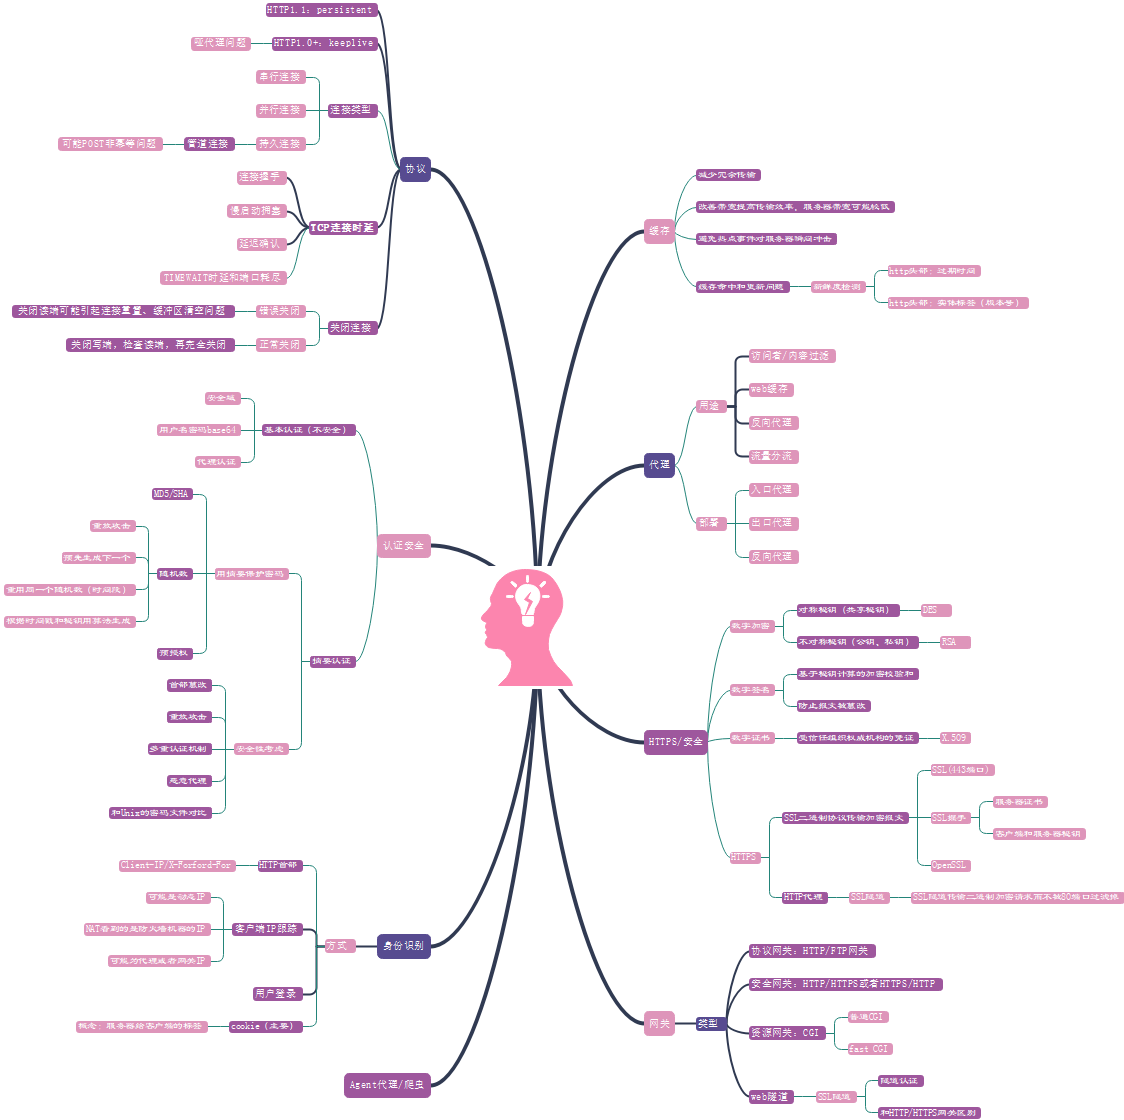 HTTP1.1: persistent
HTTP1.0+: keeplive
哑代理问题
连接类型
串行连接
并行连接
持久连接
管道连接
可能POST非幂等问题
协议
TCP连接时延
连接握手
慢启动拥塞
延迟确认
TIMEWAIT时延和端口耗尽
关闭连接
错误关闭
关闭读端可能引起连接重置、缓冲区清空问题
正常关闭
关闭写端，检查读端，再完全关闭
认证安全
基本认证（不安全）
安全域
用户名密码base64
代理认证
摘要认证
用摘要保护密码
MD5/SHA
随机数
重放攻击
预先生成下一个
重用同一个随机数（时间段）
根据时间戳和秘钥用算法生成
预授权
安全性考虑
首部篡改
重放攻击
多重认证机制
恶意代理
和Unix的密码文件对比
身份识别
方式
HTTP首部
Client-IP/X-Forford-For
客户端IP跟踪
可能是动态IP
NAT看到的是防火墙机器的IP
可能为代理或者网关IP
用户登录
cookie（主要）
概念：服务器给客户端的标签
Agent代理/爬虫
缓存
减少冗余传输
改善带宽提高传输效率，服务器带宽可能较低
避免热点事件对服务器瞬间冲击
缓存命中和更新问题
新鲜度检测
http头部：过期时间
http头部：实体标签（版本号）
代理
用途
访问者/内容过滤
web缓存
反向代理
流量分流
部署
入口代理
出口代理
反向代理
HTTPS/安全
数字加密
对称秘钥（共享秘钥）
DES
不对称秘钥（公钥、私钥）
RSA
数字签名
基于秘钥计算的加密校验和
防止报文被篡改
数字证书
受信任组织权威机构的凭证
X.509
HTTPS
SSL二进制协议传输加密报文
SSL(443端口)
SSL握手
服务器证书
客户端和服务器秘钥
OpenSSL
HTTP代理
SSL隧道
SSL隧道传输二进制加密请求而不被80端口过滤掉
网关
类型
协议网关：HTTP/FTP网关
安全网关：HTTP/HTTPS或者HTTPS/HTTP
资源网关：CGI
普通CGI
fast CGI
web隧道
SSL隧道
隧道认证
和HTTP/HTTPS网关区别